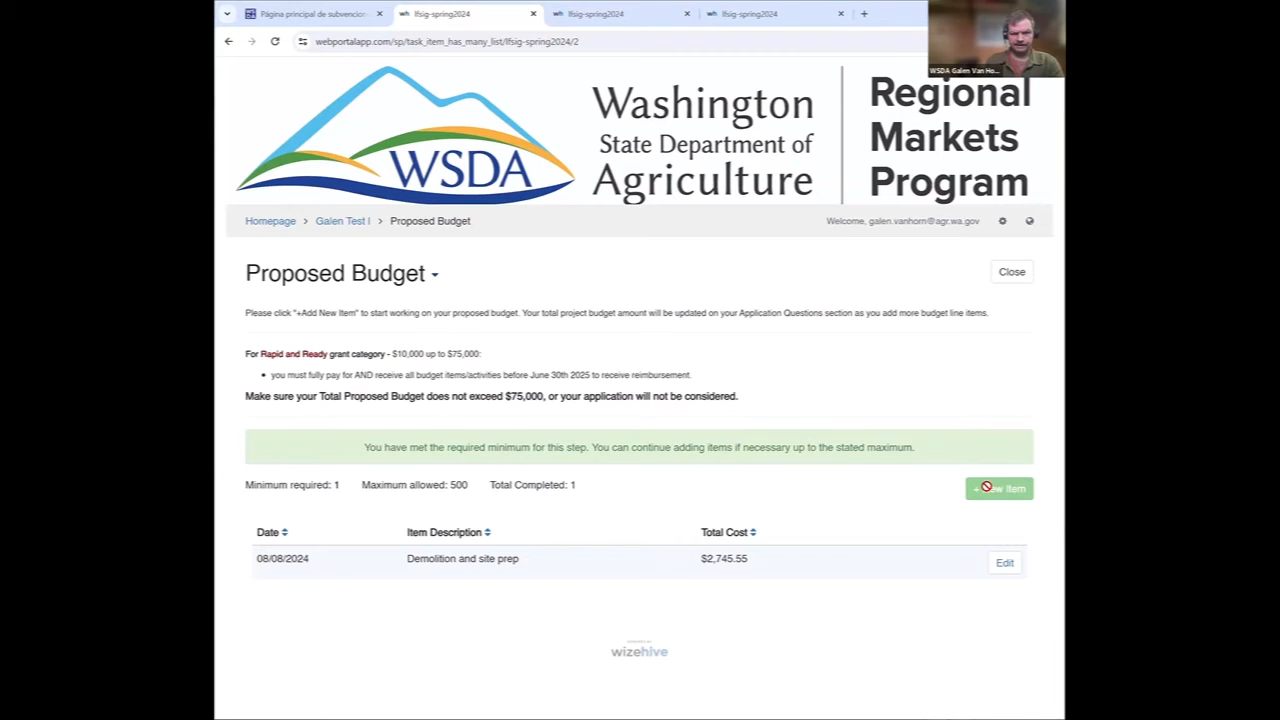 Página principal de subvencion
lfsig-spring2024
lfsig-spring2024
lfsig-spring2024
webportalapp.com/sp/task_item_has_many_list/lfsig-spring2024/2
WSDA Galen Van Ho...
WSDA
Washington
State Department of
Agriculture
Regional
Markets
Program
Homepage > Galen Test I > Proposed Budget
Welcome, galen.vanhorn@agr.wa.gov
Proposed Budget
Close
Please click "+Add New Item" to start working on your proposed budget. Your total project budget amount will be updated on your Application Questions section as you add more budget line items.
For Rapid and Ready grant category - $10,000 up to $75,000:
• you must fully pay for AND receive all budget items/activities before June 30th 2025 to receive reimbursement.
Make sure your Total Proposed Budget does not exceed $75,000, or your application will not be considered.
You have met the required minimum for this step. You can continue adding items if necessary up to the stated maximum.
Minimum required: 1 Maximum allowed: 500 Total Completed: 1
+ New Item
Date Item Description Total Cost
08/08/2024 Demolition and site prep $2,745.55
Edit
wizehive